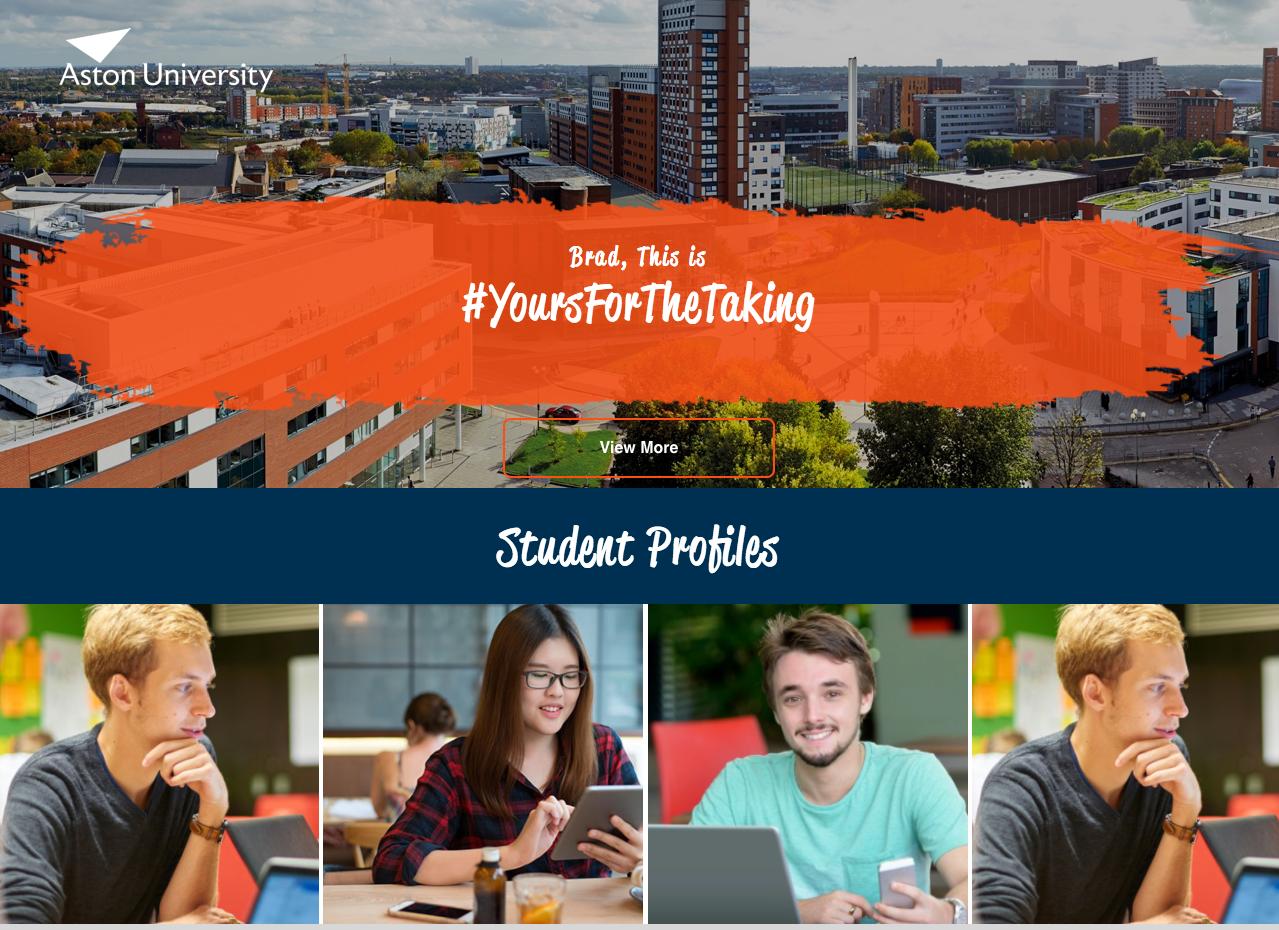 Aston University
Brad, This is
#YoursForTheTaking
View More
Student Profiles